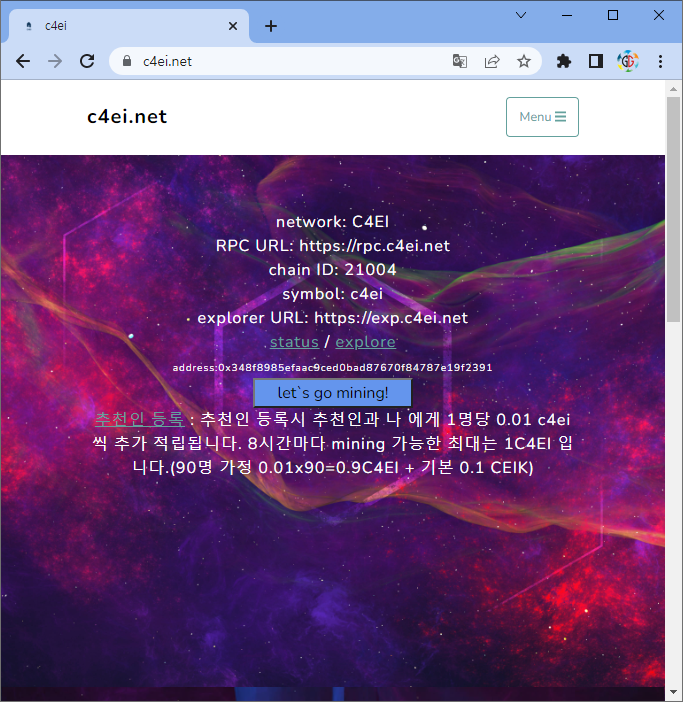 c4ei
c4ei.net
c4ei.net
Menu
network: C4EI
RPC URL: https://rpc.c4ei.net
chain ID: 21004
symbol: c4ei
explorer URL: https://exp.c4ei.net
status / explore
address:0x348f8985efaac9ced0bad87670f84787e19f2391
let`s go mining!
추천인 등록 : 추천인 등록시 추천인과 나 에게 1명당 0.01 c4ei
씩 추가 적립됩니다. 8시간마다 mining 가능한 최대는 1C4EI 입
니다.(90명 가정 0.01x90=0.9C4EI + 기본 0.1 CEIK)